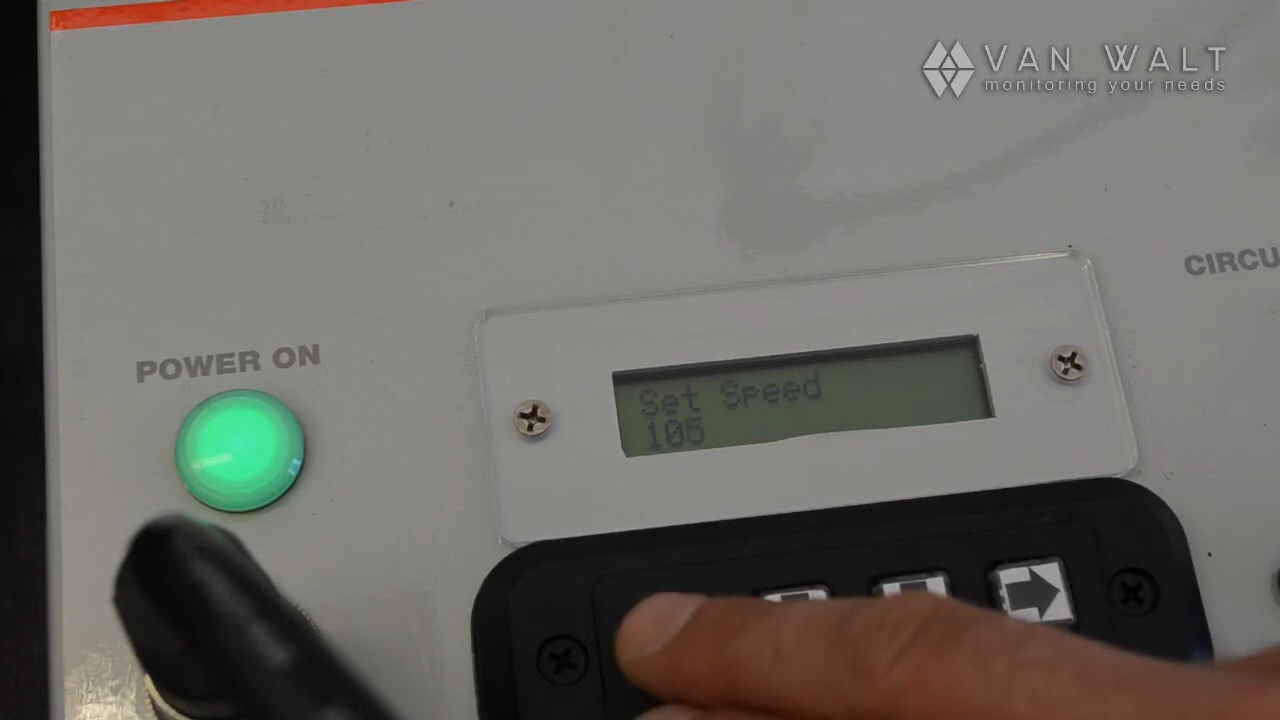 VAN WALT
monitoring your needs
CIRCU
POWER ON
Set Speed
105